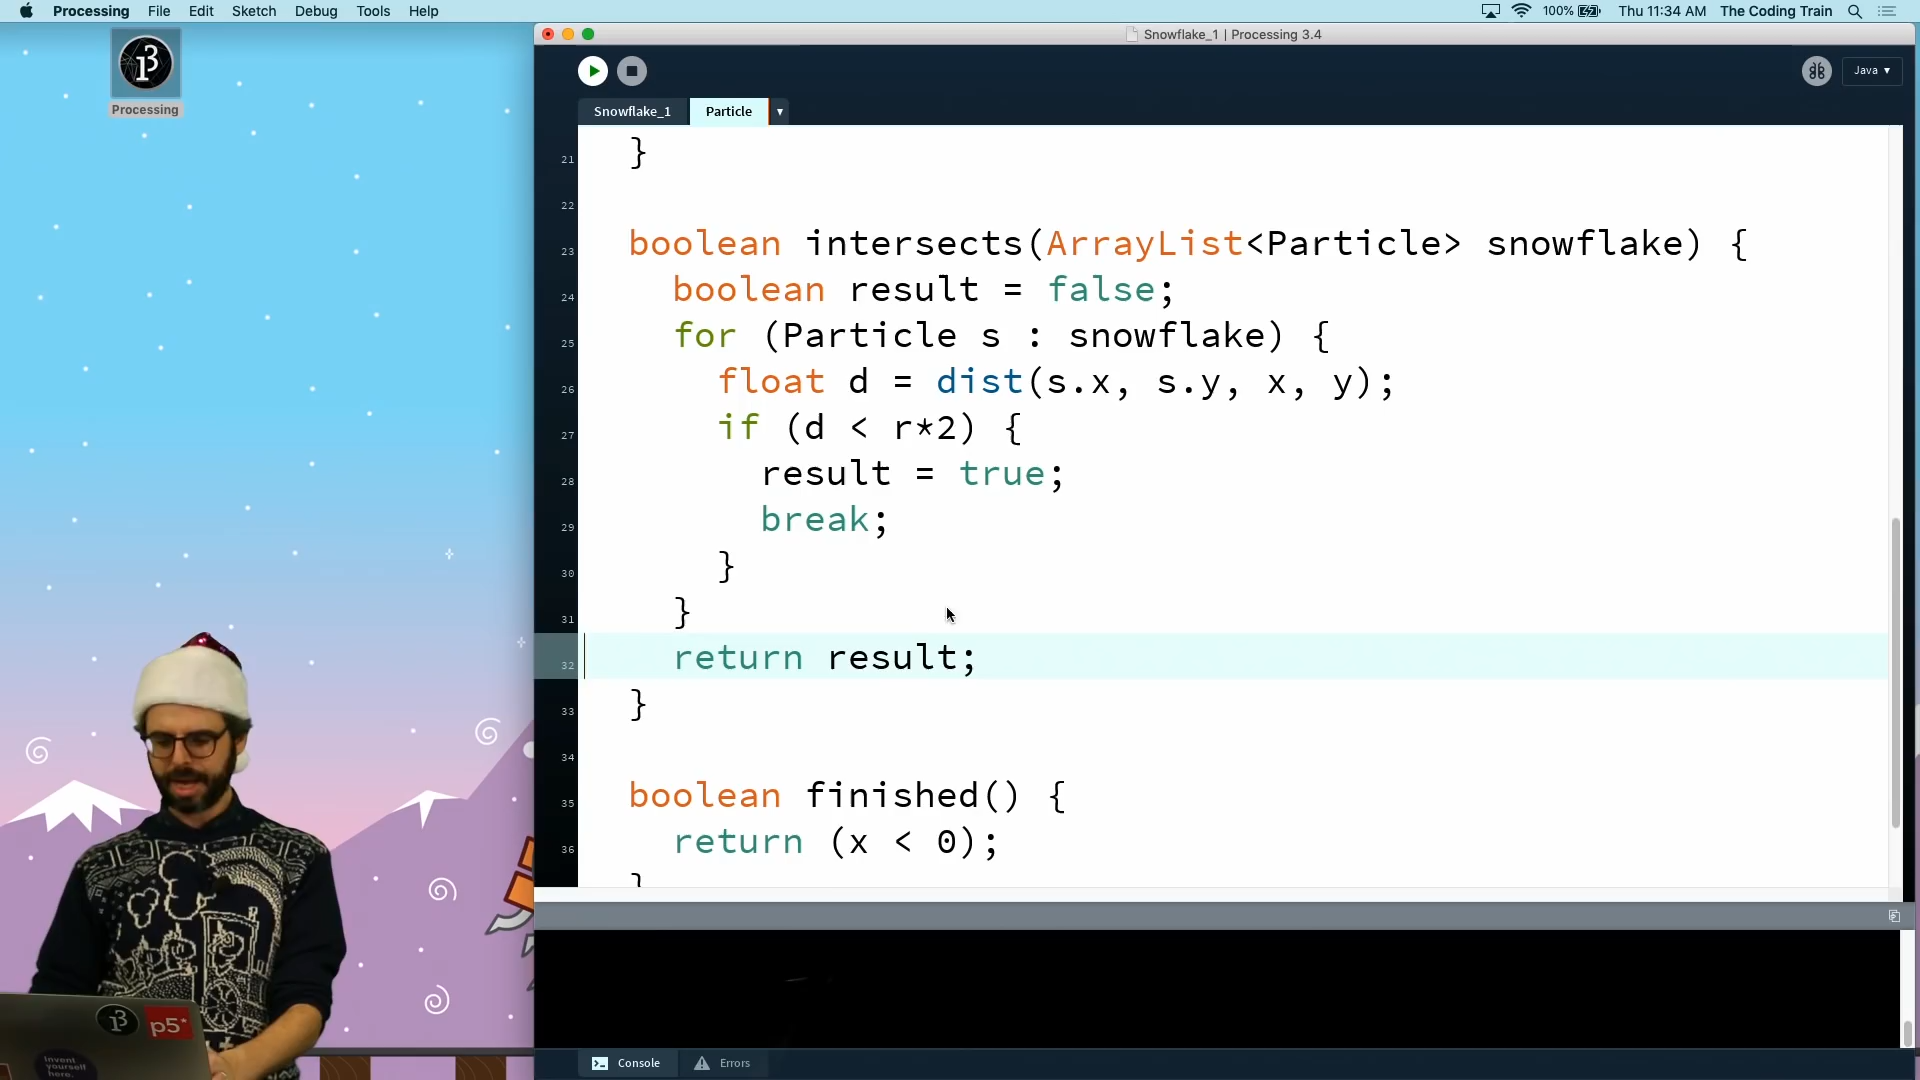 Processing File Edit Sketch Debug Tools Help
100% Thu 11:34 AM The Coding Train
Snowflake_1 | Processing 3.4
Processing
Java ▾
Snowflake_1 Particle ▾
21 }
22
23 boolean intersects(ArrayList<Particle> snowflake) {
24 boolean result = false;
25 for (Particle s : snowflake) {
26 float d = dist(s.x, s.y, x, y);
27 if (d < r*2) {
28 result = true;
29 break;
30 }
31 }
32 return result;
33 }
34
35 boolean finished() {
36 return (x < 0);
}
p5*
Invent
yourself
here.
Console Errors